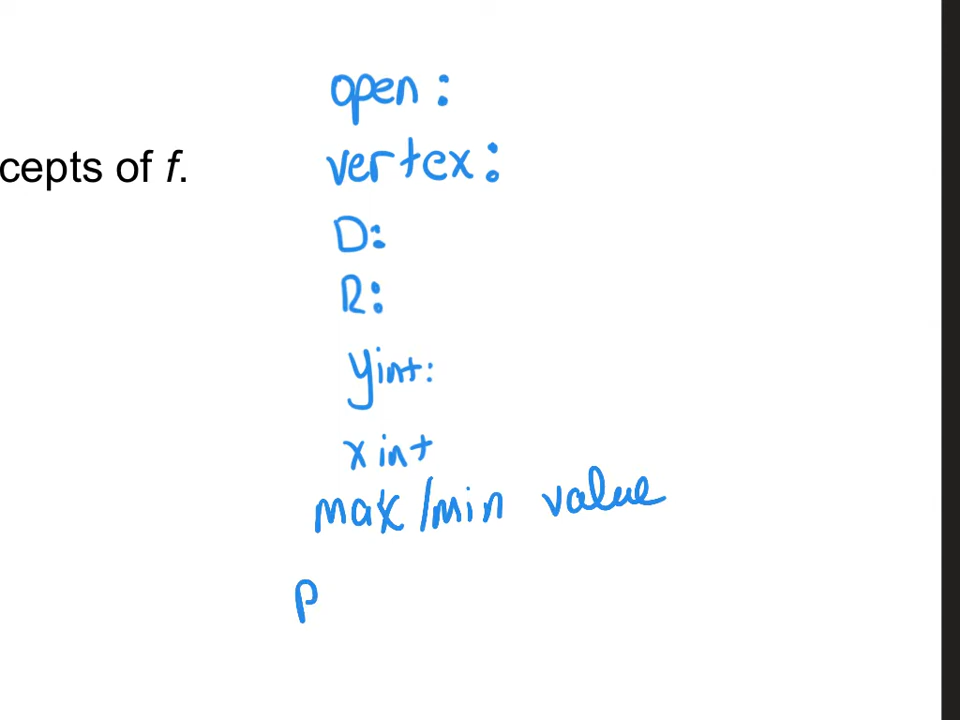 open :
cepts of f.
vertex :
D:
R:
yint:
x int
max/min value
p